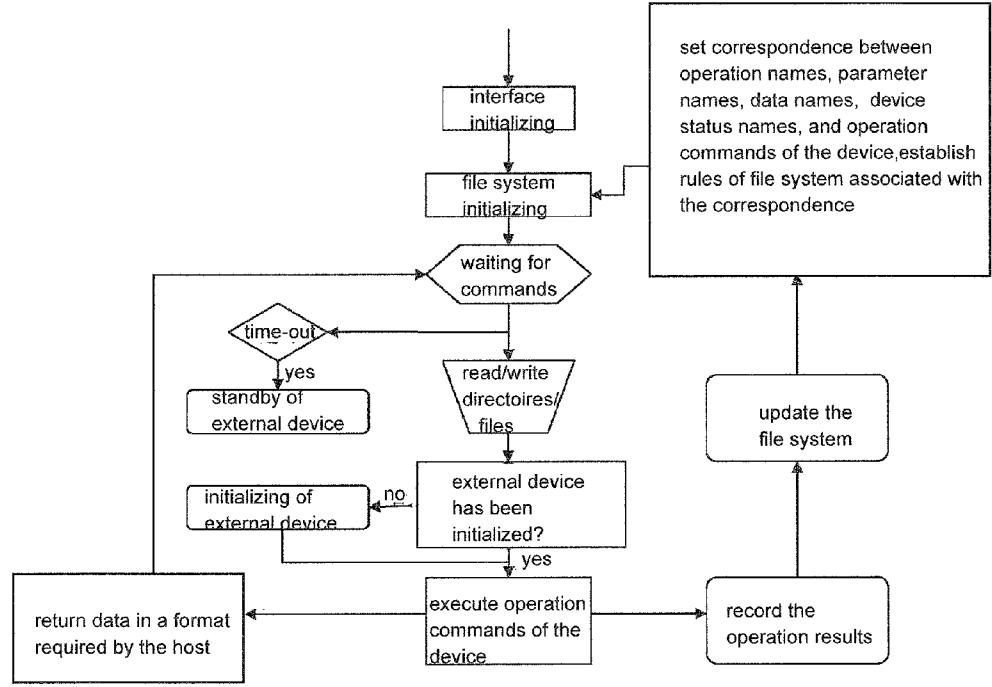 interface
initializing
set correspondence between
operation names, parameter
names, data names, device
status names, and operation
commands of the device,establish
rules of file system associated with
the correspondence
file system
initializing
waiting for
commands
time-out
yes
standby of
external device
read/write
directoires/
files
update the
file system
external device
has been
initialized?
no
initializing of
external device
yes
execute operation
commands of the
device
return data in a format
required by the host
record the
operation results